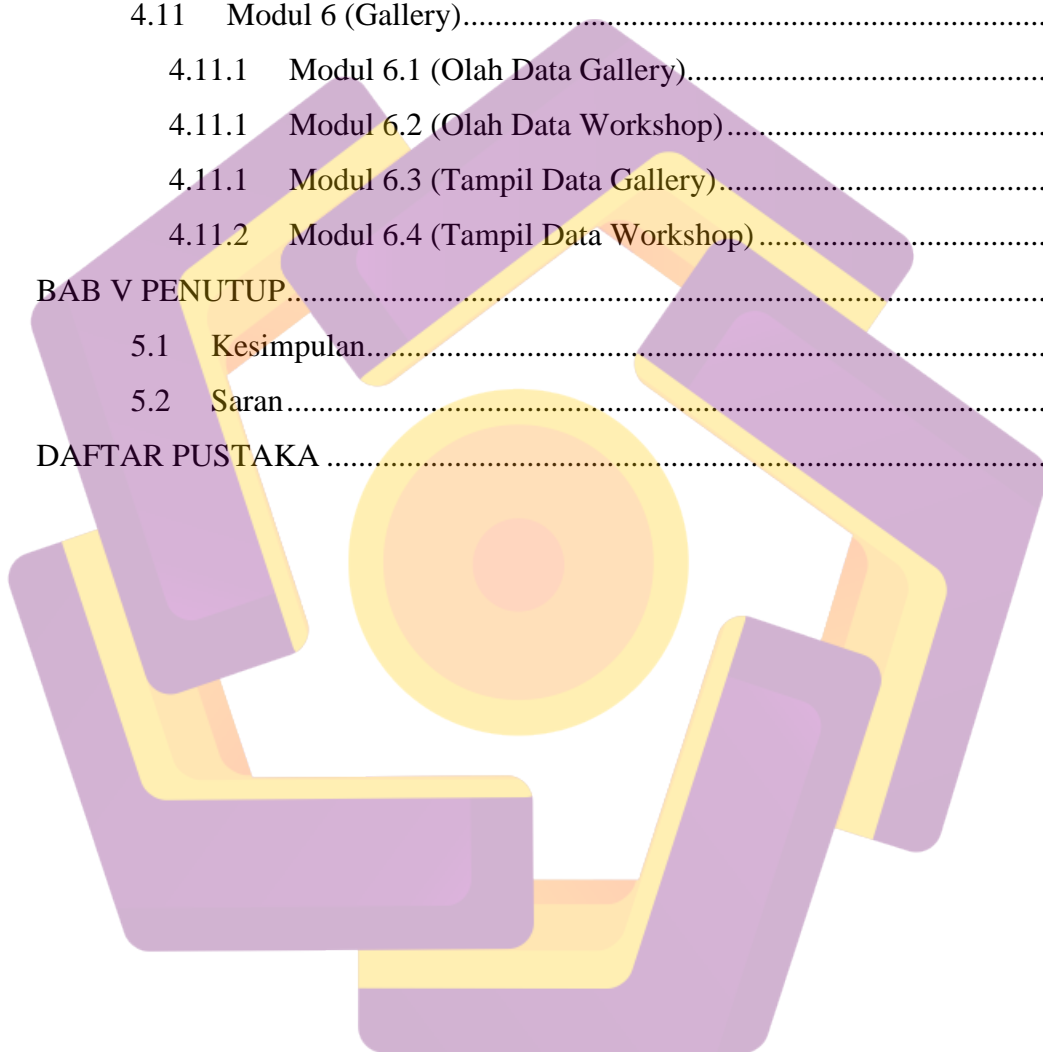 4.11 Modul 6 (Gallery)........................................................................
4.11.1 Modul 6.1 (Olah Data Gallery)............................................
4.11.1 Modul 6.2 (Olah Data Workshop).......................................
4.11.1 Modul 6.3 (Tampil Data Gallery)........................................
4.11.2 Modul 6.4 (Tampil Data Workshop)...................................
BAB V PENUTUP..............................................................................................
5.1 Kesimpulan....................................................................................
5.2 Saran..............................................................................................
DAFTAR PUSTAKA .........................................................................................